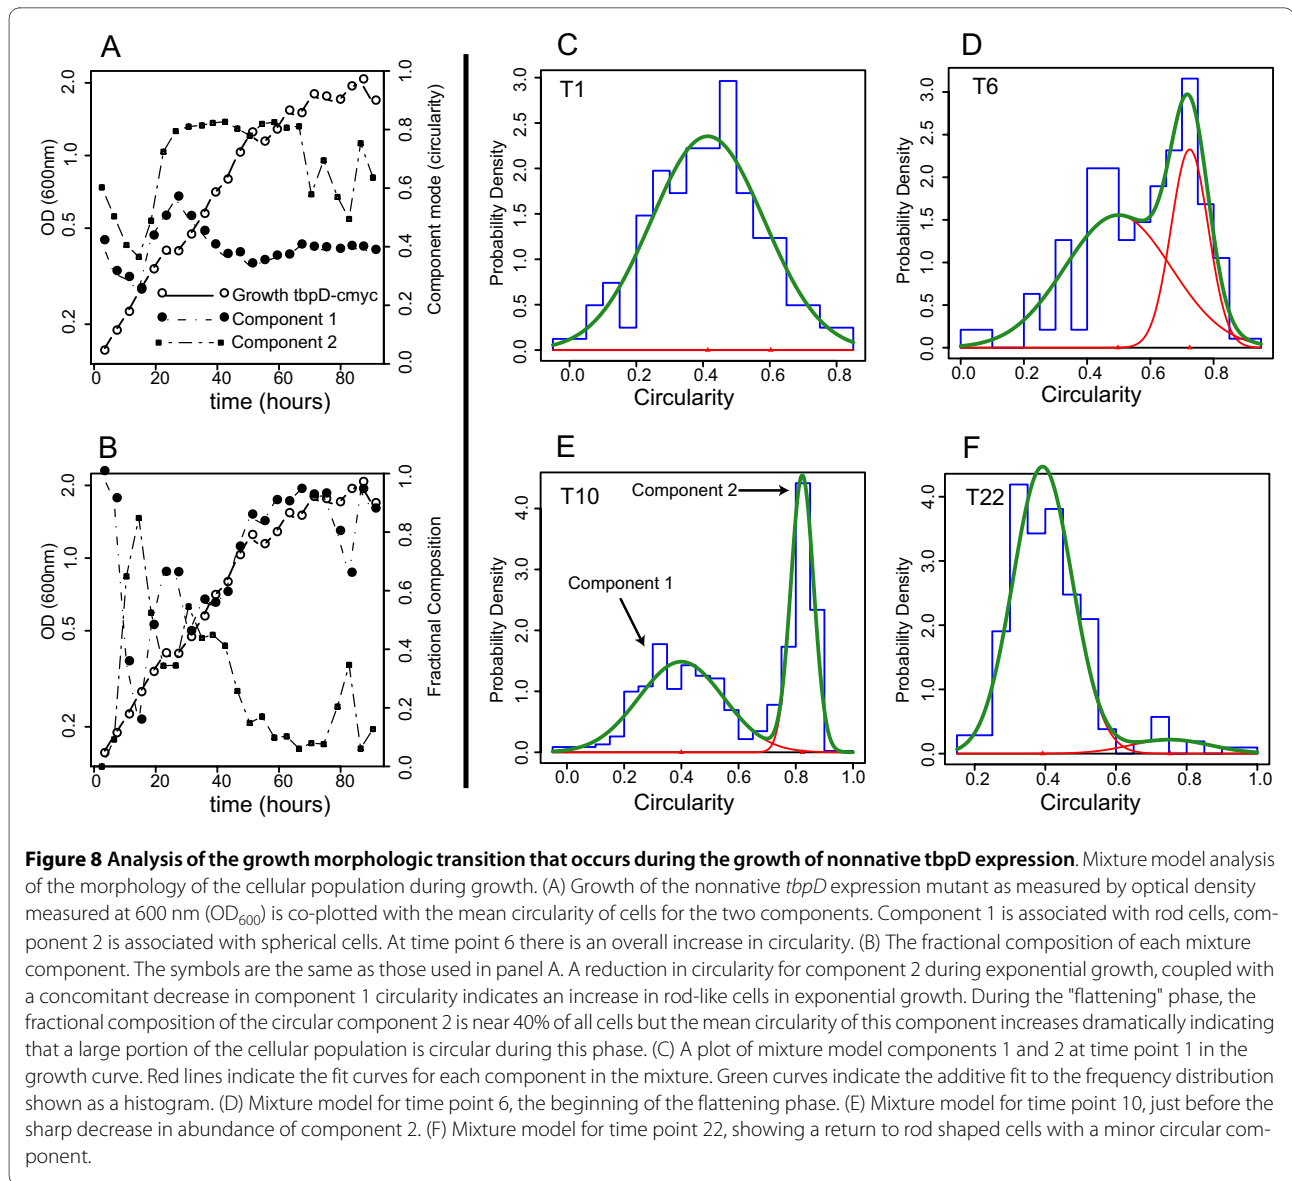 A
OD (600nm)
2.0
1.0
0.5
0.2
1.0
0.8
0.6
0.4
0.2
0.0
Component mode (circularity)
Growth tbpD-cmyc
Component 1
Component 2
0 20 40 60 80
time (hours)
B
OD (600nm)
2.0
1.0
0.5
0.2
1.0
0.8
0.6
0.4
0.2
0.0
Fractional Composition
0 20 40 60 80
time (hours)
C
T1
Probability Density
3.0
2.5
2.0
1.5
1.0
0.5
0.0
0.0 0.2 0.4 0.6 0.8
Circularity
D
T6
Probability Density
3.0
2.5
2.0
1.5
1.0
0.5
0.0
0.0 0.2 0.4 0.6 0.8
Circularity
E
T10
Component 2
Component 1
Probability Density
4.0
3.0
2.0
1.0
0.0
0.0 0.2 0.4 0.6 0.8 1.0
Circularity
F
T22
Probability Density
4.0
3.0
2.0
1.0
0.0
0.2 0.4 0.6 0.8 1.0
Circularity
Figure 8 Analysis of the growth morphologic transition that occurs during the growth of nonnative tbpD expression. Mixture model analysis
of the morphology of the cellular population during growth. (A) Growth of the nonnative tbpD expression mutant as measured by optical density
measured at 600 nm (OD600) is co-plotted with the mean circularity of cells for the two components. Component 1 is associated with rod cells, com-
ponent 2 is associated with spherical cells. At time point 6 there is an overall increase in circularity. (B) The fractional composition of each mixture
component. The symbols are the same as those used in panel A. A reduction in circularity for component 2 during exponential growth, coupled with
a concomitant decrease in component 1 circularity indicates an increase in rod-like cells in exponential growth. During the "flattening" phase, the
fractional composition of the circular component 2 is near 40% of all cells but the mean circularity of this component increases dramatically indicating
that a large portion of the cellular population is circular during this phase. (C) A plot of mixture model components 1 and 2 at time point 1 in the
growth curve. Red lines indicate the fit curves for each component in the mixture. Green curves indicate the additive fit to the frequency distribution
shown as a histogram. (D) Mixture model for time point 6, the beginning of the flattening phase. (E) Mixture model for time point 10, just before the
sharp decrease in abundance of component 2. (F) Mixture model for time point 22, showing a return to rod shaped cells with a minor circular com-
ponent.